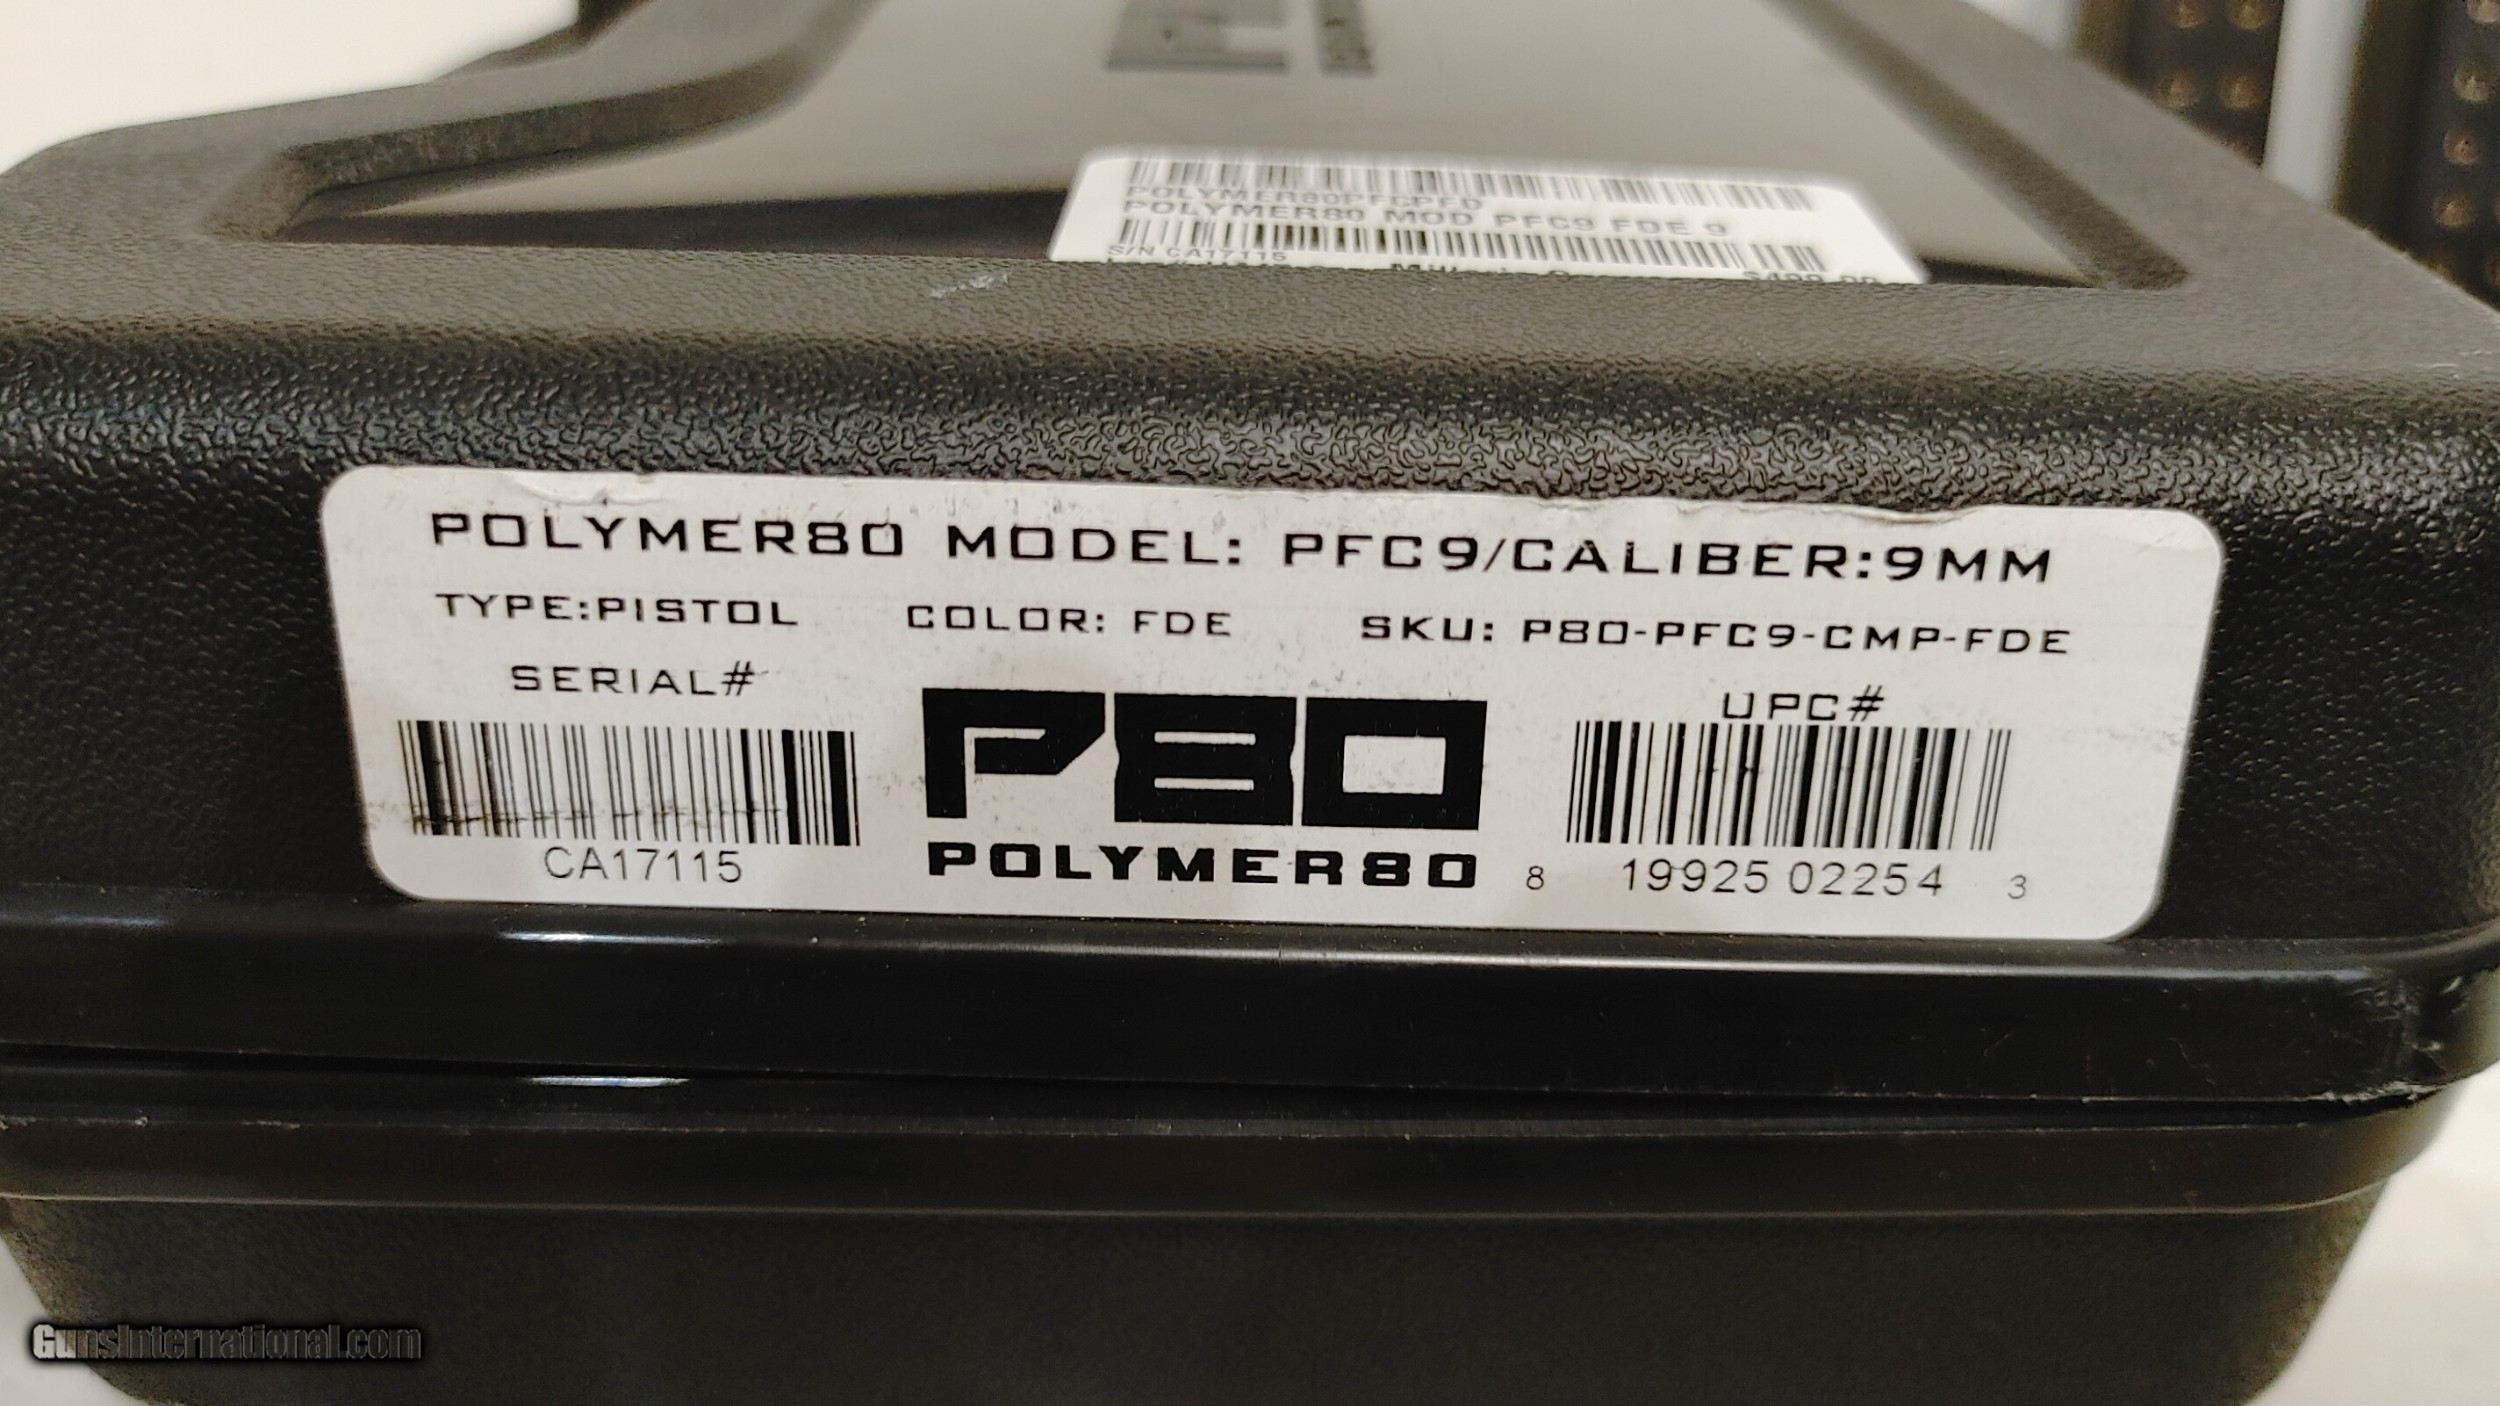 POLYMER80PFCPFD
POLYMER80 MOD PFC9 FDE 9
S/N CA17115
POLYMER80 MODEL: PFC9/CALIBER:9MM
TYPE:PISTOL COLOR: FDE SKU: P80-PFC9-CMP-FDE
SERIAL# UPC#
P80
CA17115 POLYMER80 8 19925 02254 3
GunsInternational.com